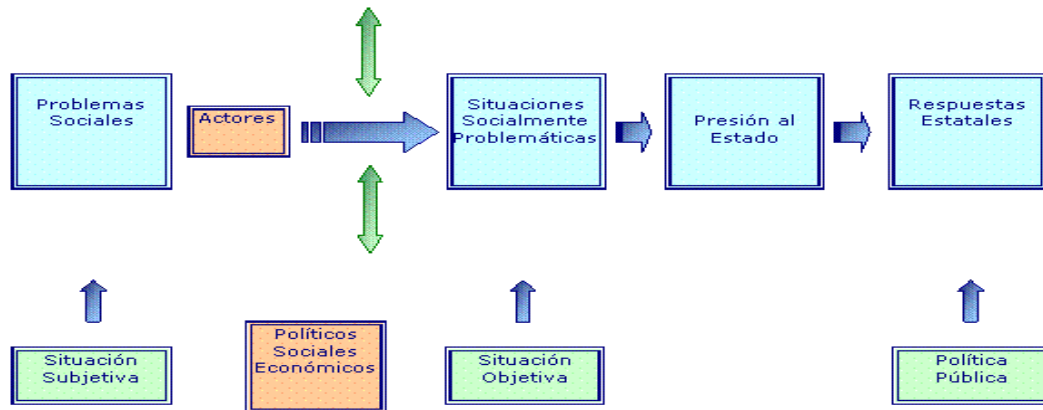 Problemas
Sociales
Actores
Situaciones
Socialmente
Problemáticas
Presión al
Estado
Respuestas
Estatales
Situación
Subjetiva
Políticos
Sociales
Económicos
Situación
Objetiva
Política
Pública